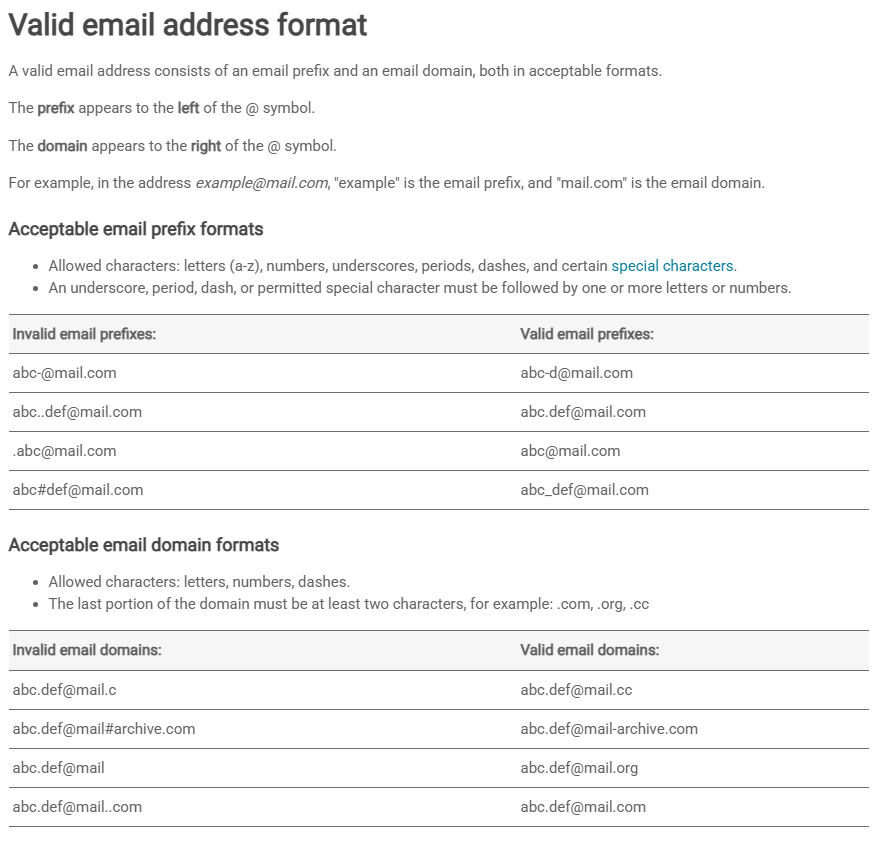 Valid email address format
A valid email address consists of an email prefix and an email domain, both in acceptable formats.
The prefix appears to the left of the @ symbol.
The domain appears to the right of the @ symbol.
For example, in the address example@mail.com, "example" is the email prefix, and "mail.com" is the email domain.
Acceptable email prefix formats
• Allowed characters: letters (a-z), numbers, underscores, periods, dashes, and certain special characters.
• An underscore, period, dash, or permitted special character must be followed by one or more letters or numbers.
Invalid email prefixes: Valid email prefixes:
abc-@mail.com abc-d@mail.com
abc..def@mail.com abc.def@mail.com
.abc@mail.com abc@mail.com
abc#def@mail.com abc_def@mail.com
Acceptable email domain formats
• Allowed characters: letters, numbers, dashes.
• The last portion of the domain must be at least two characters, for example: .com, .org, .cc
Invalid email domains: Valid email domains:
abc.def@mail.c abc.def@mail.cc
abc.def@mail#archive.com abc.def@mail-archive.com
abc.def@mail abc.def@mail.org
abc.def@mail..com abc.def@mail.com